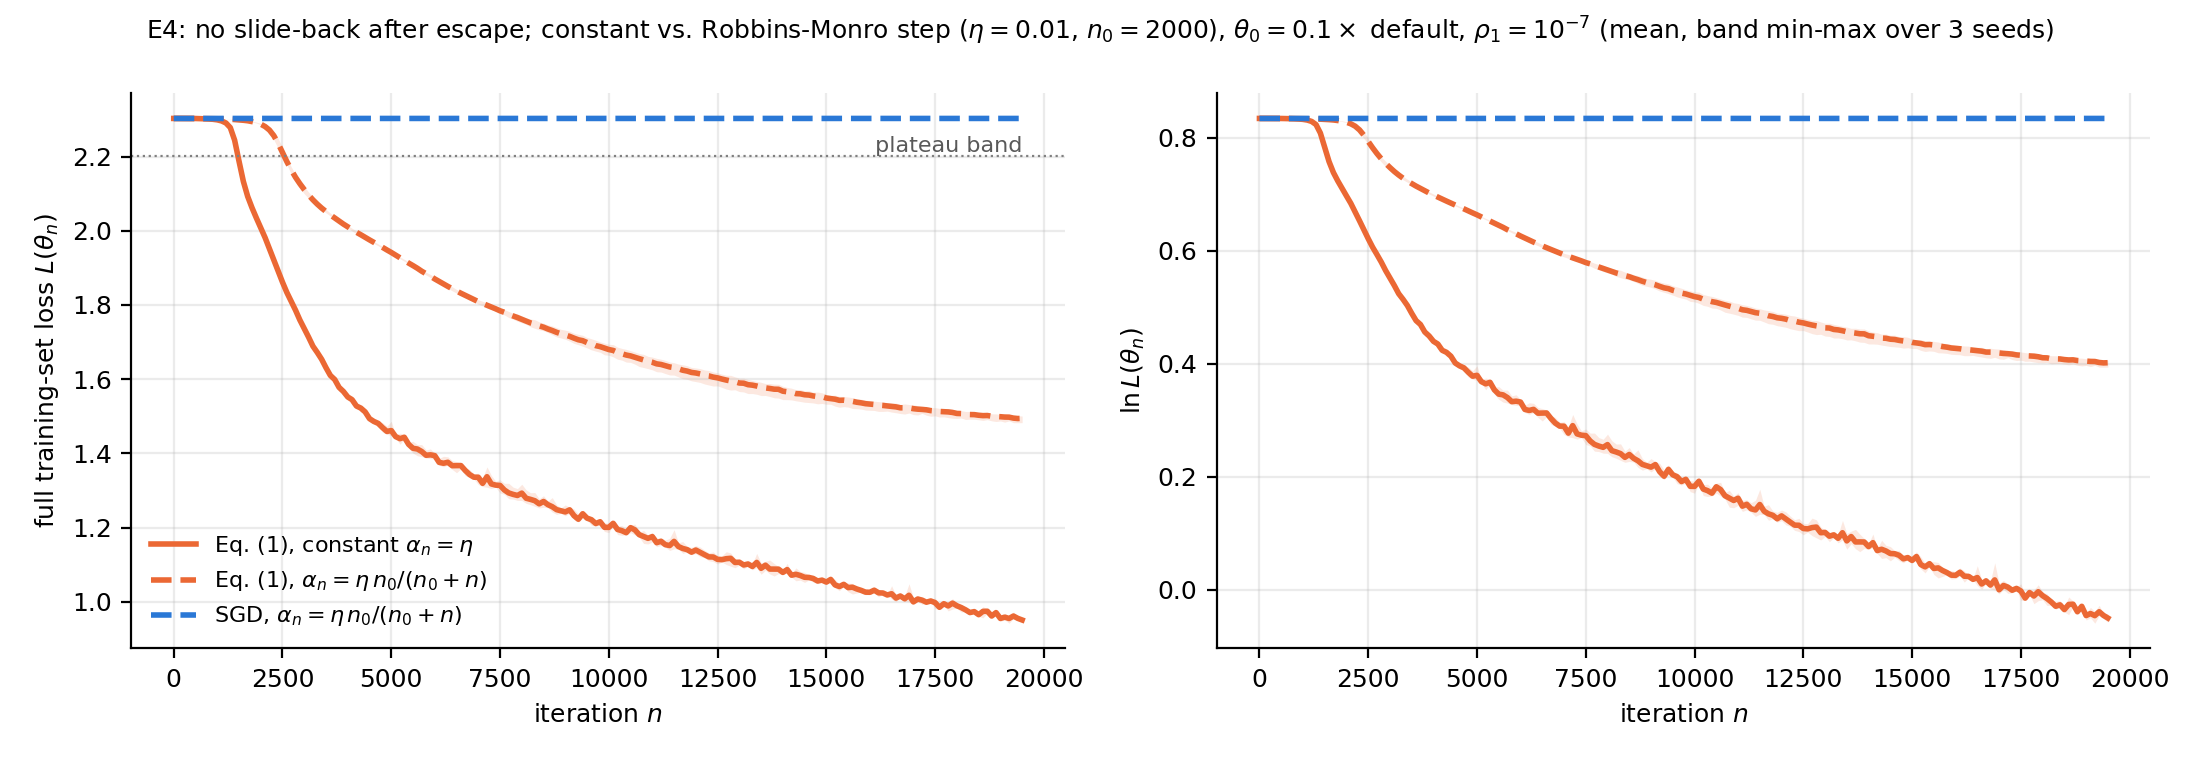 E4: no slide-back after escape; constant vs. Robbins-Monro step (η = 0.01, n₀ = 2000), θ₀ = 0.1 × default, ρ₁ = 10⁻⁷ (mean, band min-max over 3 seeds)
full training-set loss L(θₙ)
2.2
2.0
1.8
1.6
1.4
1.2
1.0
plateau band
Eq. (1), constant αₙ = η
Eq. (1), αₙ = η n₀/(n₀ + n)
SGD, αₙ = η n₀/(n₀ + n)
0 2500 5000 7500 10000 12500 15000 17500 20000
iteration n
ln L(θₙ)
0.8
0.6
0.4
0.2
0.0
0 2500 5000 7500 10000 12500 15000 17500 20000
iteration n